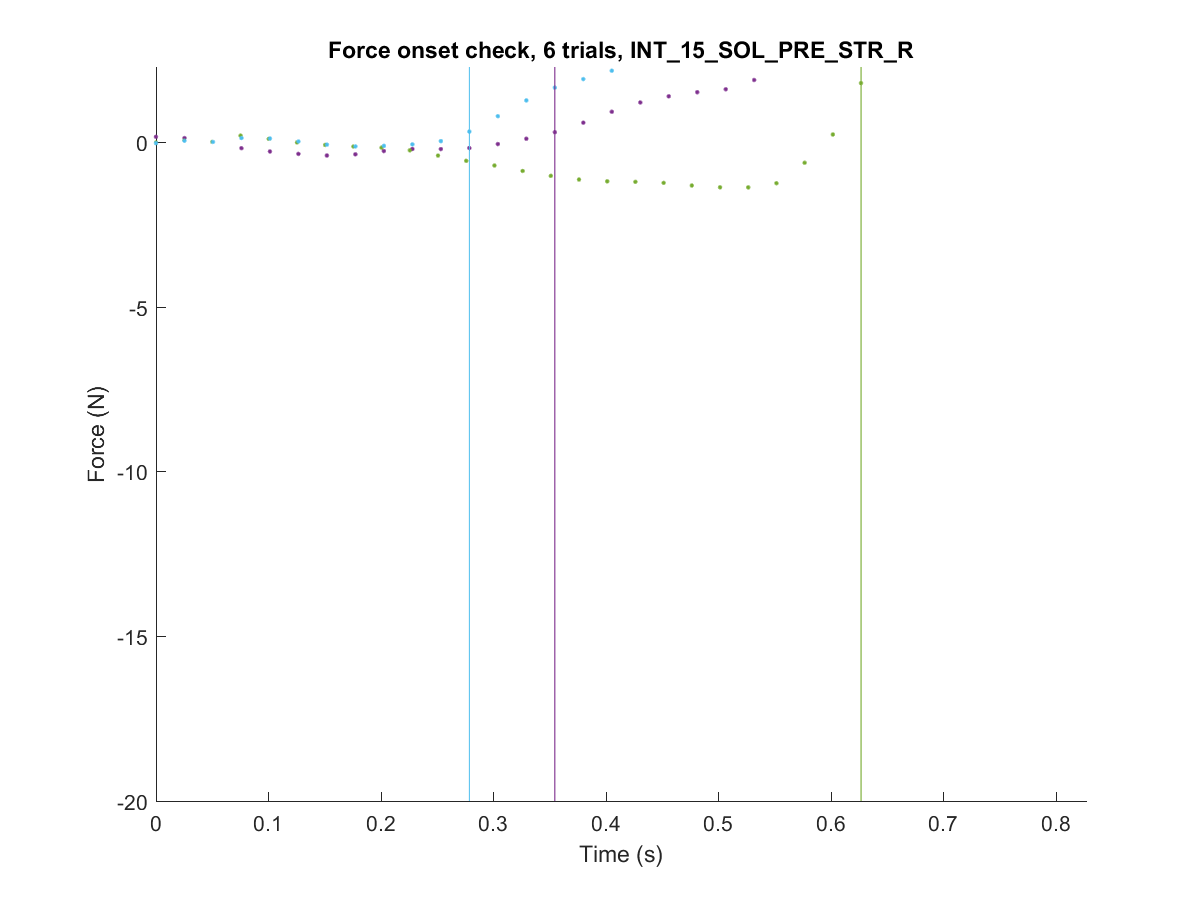 Force onset check, 6 trials, INT_15_SOL_PRE_STR_R
0
-5
-10
-15
-20
Force (N)
0 0.1 0.2 0.3 0.4 0.5 0.6 0.7 0.8
Time (s)